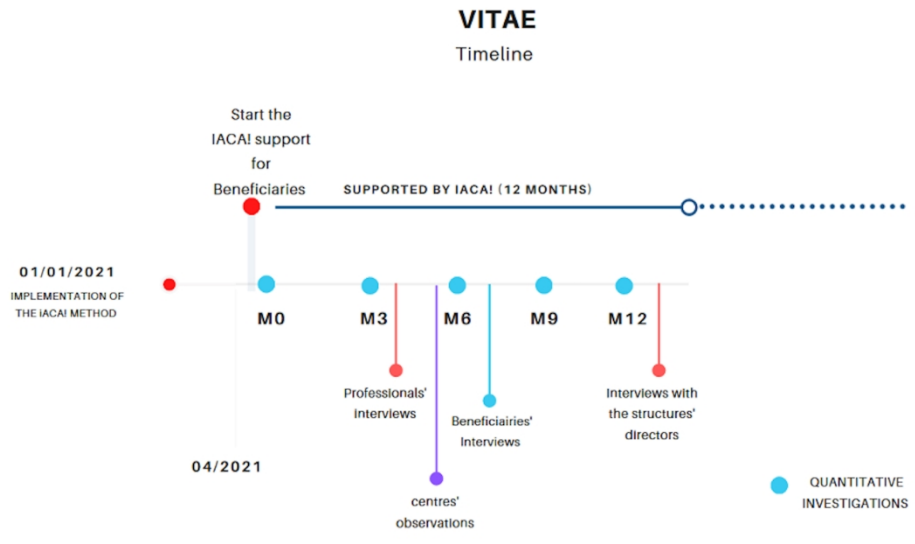 VITAE
Timeline
Start the
IACA! support
for
Beneficiaries
SUPPORTED BY IACA! (12 MONTHS)
01/01/2021
IMPLEMENTATION OF
THE iACA! METHOD
M0
M3
M6
M9
M12
Professionals'
interviews
Beneficiairies'
Interviews
Interviews with
the structures'
directors
04/2021
centres'
observations
QUANTITATIVE
INVESTIGATIONS